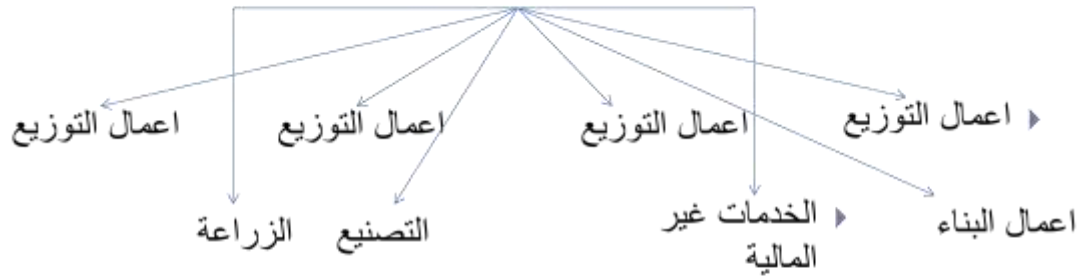 اعمال التوزيع
اعمال التوزيع
اعمال التوزيع
اعمال التوزيع
اعمال البناء
الخدمات غير
المالية
التصنيع
الزراعة